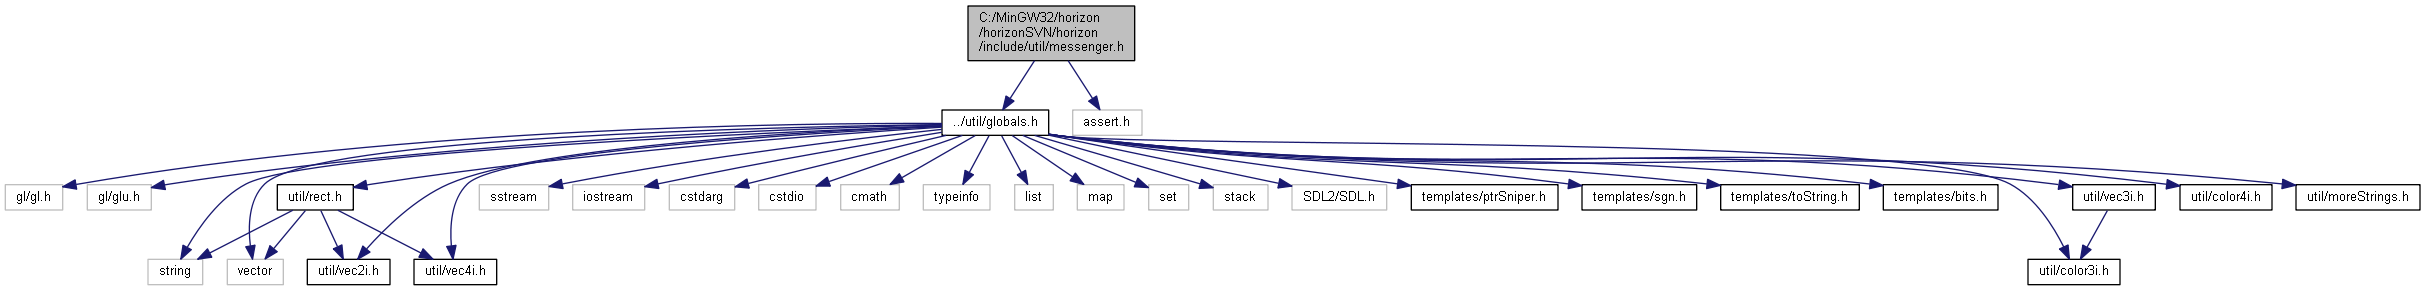 C:/MinGW32/horizon
/horizonSVN/horizon
/include/util/messenger.h
../util/globals.h
assert.h
gl/gl.h
gl/glu.h
util/rect.h
sstream
iostream
cstdarg
cstdio
cmath
typeinfo
list
map
set
stack
SDL2/SDL.h
templates/ptrSniper.h
templates/sgn.h
templates/toString.h
templates/bits.h
util/vec3i.h
util/color4i.h
util/moreStrings.h
string
vector
util/vec2i.h
util/vec4i.h
util/color3i.h